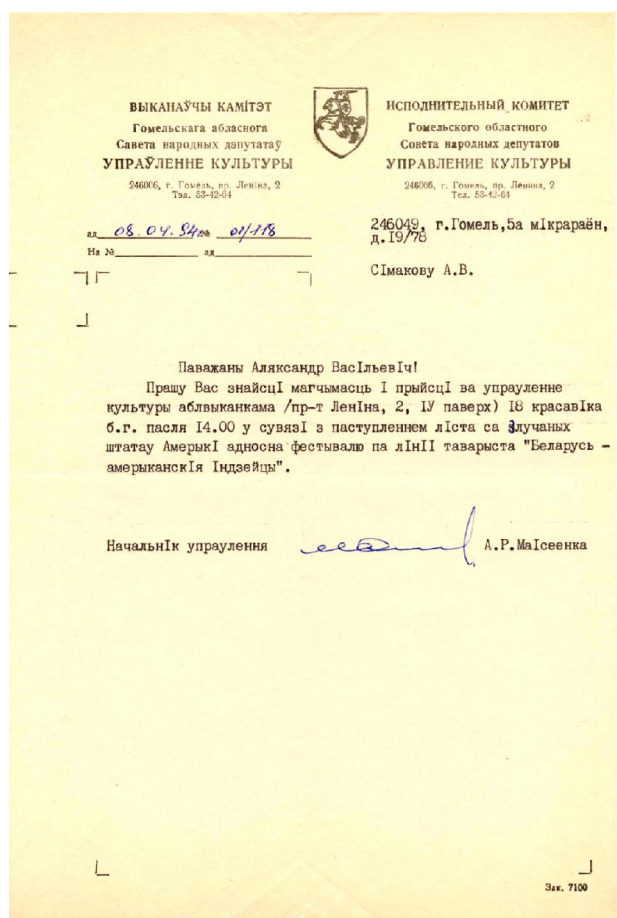 ВЫКАНАЎЧЫ КАМІТЭТ
Гомельскага абласнога
Савета народных дэпутатаў
УПРАЎЛЕННЕ КУЛЬТУРЫ
246006, г. Гомель, пр. Леніна, 2
Тэл. 53-42-64
ИСПОЛНИТЕЛЬНЫЙ КОМИТЕТ
Гомельского областного
Совета народных депутатов
УПРАВЛЕНИЕ КУЛЬТУРЫ
246006, г. Гомель, пр. Ленина, 2
Тел. 53-42-64
ад 08.04.94 № 01/118
На № ад
246049, г.Гомель,5а мІкрараён,
д.I9/78
СІмакову А.В.
Паважаны Аляксандр ВасІльевІч!
Прашу Вас знайсцІ магчымасць І прыйсцІ ва упрауленне
культуры аблвыканкама /пр-т ЛенІна, 2, IУ паверх) I8 красавІка
б.г. пасля I4.00 у сувязІ з паступленнем лІста са Злучаных
штатау АмерыкІ адносна фестывалю па лІнІІ таварыста "Беларусь -
амерыканскІя Індзейцы".
НачальнІк упраулення
А.Р.МаІсеенка
Зак. 7100